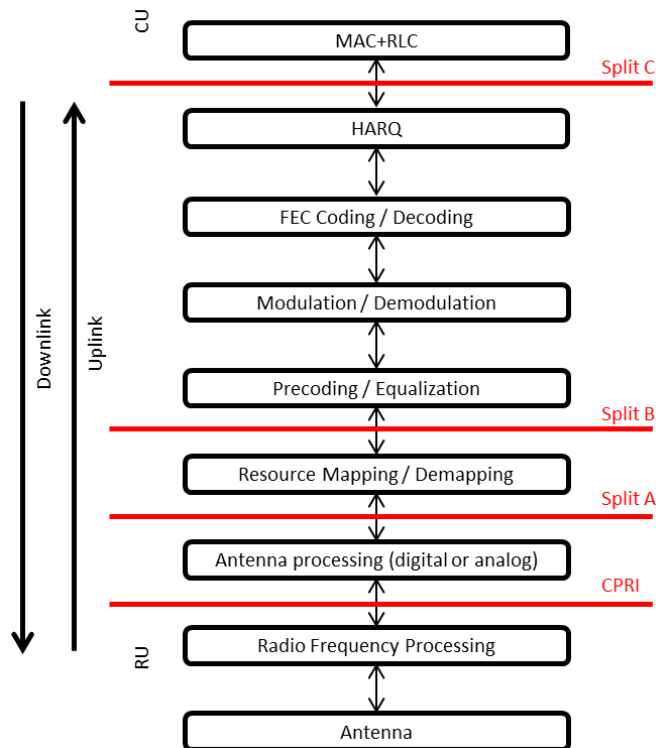 CU
MAC+RLC
Split C
HARQ
FEC Coding / Decoding
Modulation / Demodulation
Downlink
Uplink
Precoding / Equalization
Split B
Resource Mapping / Demapping
Split A
Antenna processing (digital or analog)
CPRI
Radio Frequency Processing
RU
Antenna